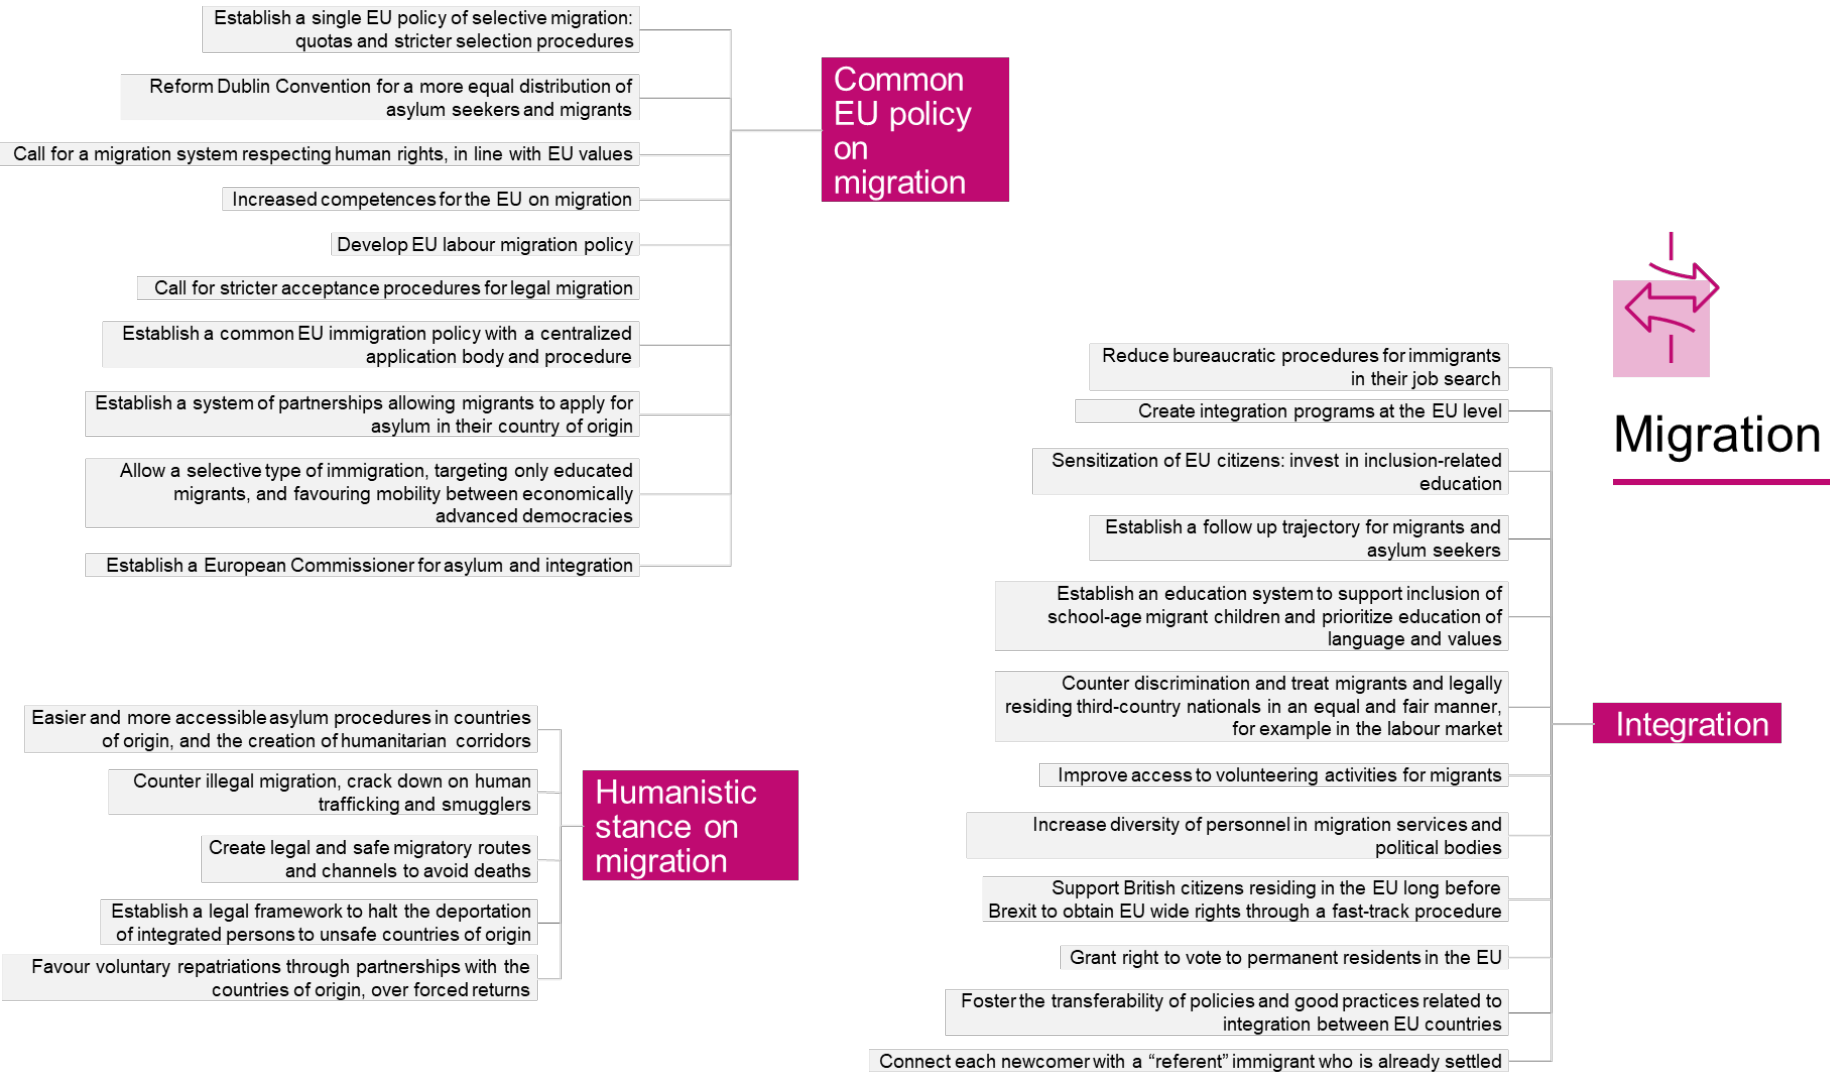 Establish a single EU policy of selective migration:
quotas and stricter selection procedures
Reform Dublin Convention for a more equal distribution of
asylum seekers and migrants
Call for a migration system respecting human rights, in line with EU values
Increased competences for the EU on migration
Develop EU labour migration policy
Call for stricter acceptance procedures for legal migration
Establish a common EU immigration policy with a centralized
application body and procedure
Establish a system of partnerships allowing migrants to apply for
asylum in their country of origin
Allow a selective type of immigration, targeting only educated
migrants, and favouring mobility between economically
advanced democracies
Establish a European Commissioner for asylum and integration
Common
EU policy
on
migration
Easier and more accessible asylum procedures in countries
of origin, and the creation of humanitarian corridors
Counter illegal migration, crack down on human
trafficking and smugglers
Create legal and safe migratory routes
and channels to avoid deaths
Establish a legal framework to halt the deportation
of integrated persons to unsafe countries of origin
Favour voluntary repatriations through partnerships with the
countries of origin, over forced returns
Humanistic
stance on
migration
Migration
Reduce bureaucratic procedures for immigrants
in their job search
Create integration programs at the EU level
Sensitization of EU citizens: invest in inclusion-related
education
Establish a follow up trajectory for migrants and
asylum seekers
Establish an education system to support inclusion of
school-age migrant children and prioritize education of
language and values
Counter discrimination and treat migrants and legally
residing third-country nationals in an equal and fair manner,
for example in the labour market
Improve access to volunteering activities for migrants
Increase diversity of personnel in migration services and
political bodies
Support British citizens residing in the EU long before
Brexit to obtain EU wide rights through a fast-track procedure
Grant right to vote to permanent residents in the EU
Foster the transferability of policies and good practices related to
integration between EU countries
Connect each newcomer with a “referent” immigrant who is already settled
Integration